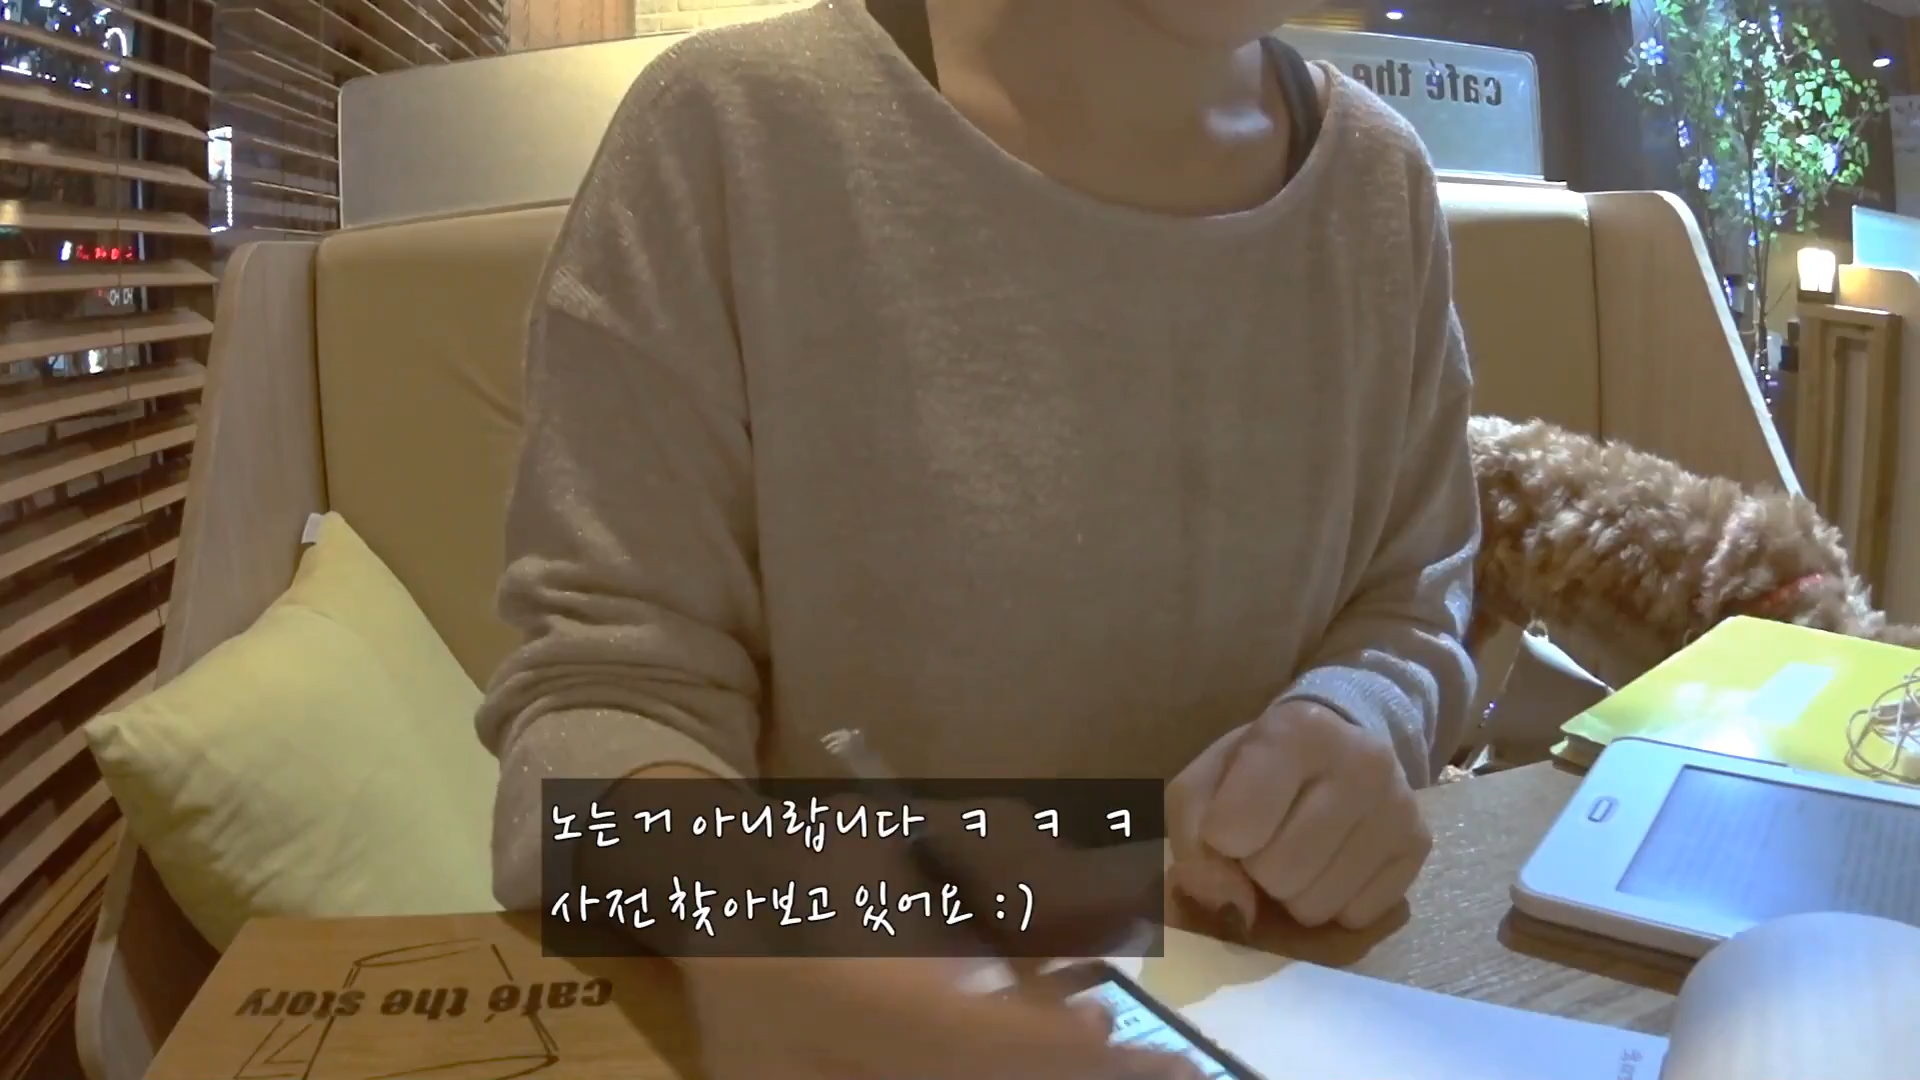 café the
노는거 아니랍니다 ㅋ ㅋ ㅋ
사전 찾아보고 있어요 :)
café the story